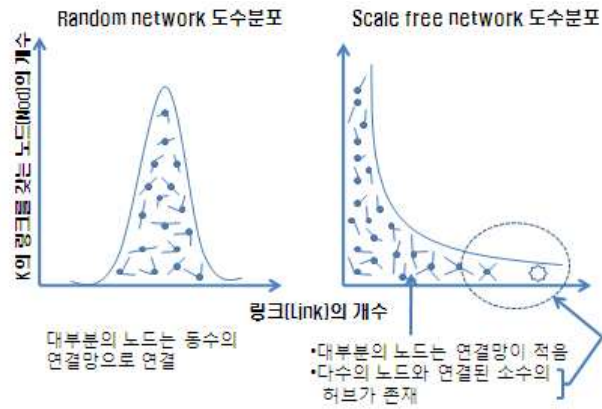 Random network 도수분포
Scale free network 도수분포
K의 링크를 갖는 노드(Nod)의 개수
링크(Link)의 개수
대부분의 노드는 동수의
연결망으로 연결
•대부분의 노드는 연결망이 적음
•다수의 노드와 연결된 소수의
허브가 존재